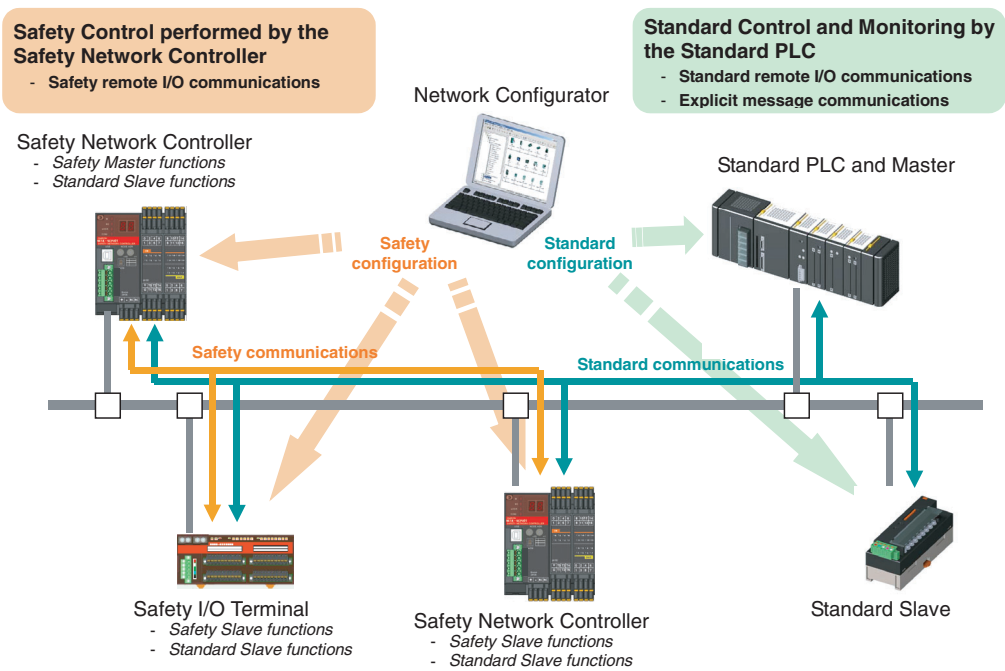 Safety Control performed by the
Safety Network Controller
- Safety remote I/O communications
Standard Control and Monitoring by
the Standard PLC
- Standard remote I/O communications
- Explicit message communications
Network Configurator
Safety Network Controller
- Safety Master functions
- Standard Slave functions
Standard PLC and Master
Safety
configuration
Standard
configuration
Safety communications
Standard communications
Safety I/O Terminal
- Safety Slave functions
- Standard Slave functions
Safety Network Controller
- Safety Slave functions
- Standard Slave functions
Standard Slave